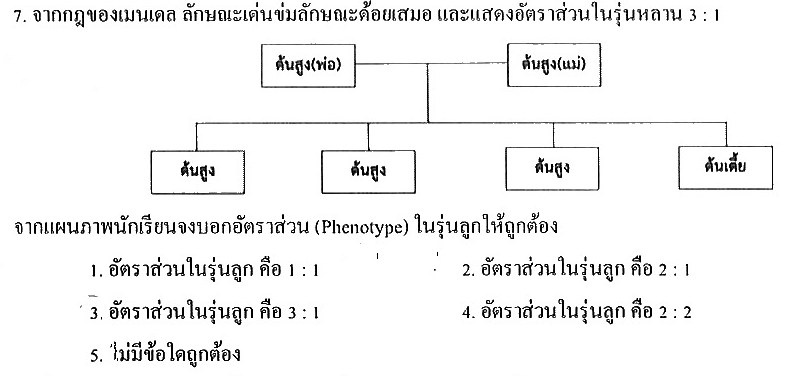 7. จากกฎของเมนเดล ลักษณะเด่นข่มลักษณะด้อยเสมอ และแสดงอัตราส่วนในรุ่นหลาน 3 : 1
ต้นสูง(พ่อ) ต้นสูง(แม่)
ต้นสูง ต้นสูง ต้นสูง ต้นเตี้ย
จากแผนภาพนักเรียนจงบอกอัตราส่วน (Phenotype) ในรุ่นลูกให้ถูกต้อง
1. อัตราส่วนในรุ่นลูก คือ 1 : 1 2. อัตราส่วนในรุ่นลูก คือ 2 : 1
3. อัตราส่วนในรุ่นลูก คือ 3 : 1 4. อัตราส่วนในรุ่นลูก คือ 2 : 2
5. ไม่มีข้อใดถูกต้อง